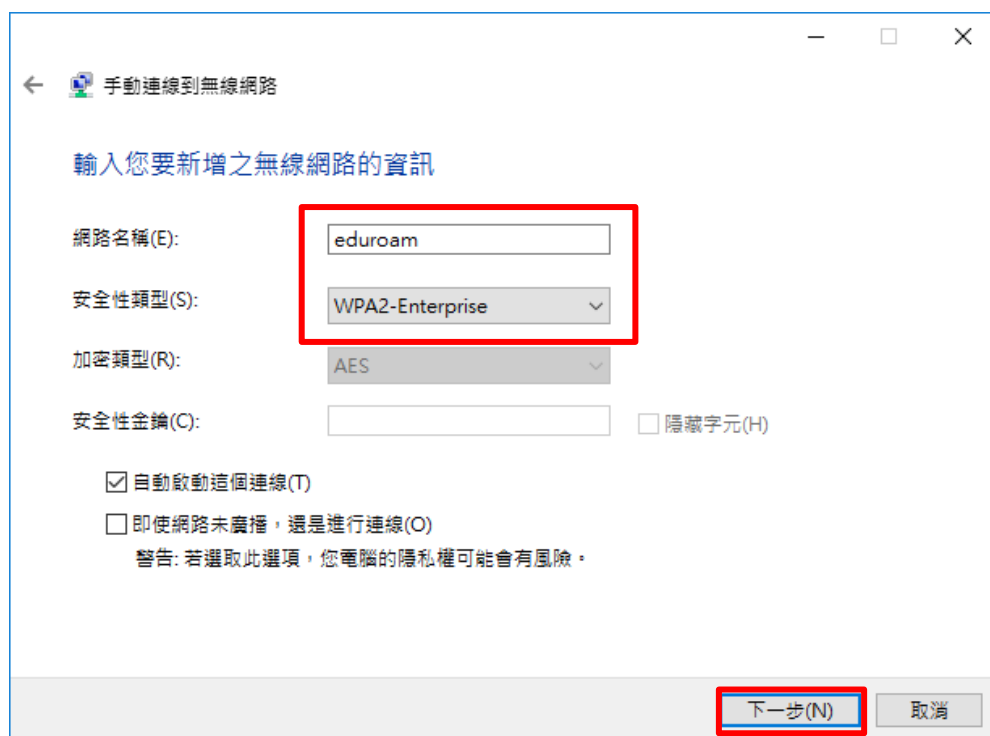 手動連線到無線網路
輸入您要新增之無線網路的資訊
網路名稱(E):
eduroam
安全性類型(S):
WPA2-Enterprise
加密類型(R):
AES
安全性金鑰(C):
隱藏字元(H)
自動啟動這個連線(T)
即使網路未廣播，還是進行連線(O)
警告: 若選取此選項，您電腦的隱私權可能會有風險。
下一步(N)
取消